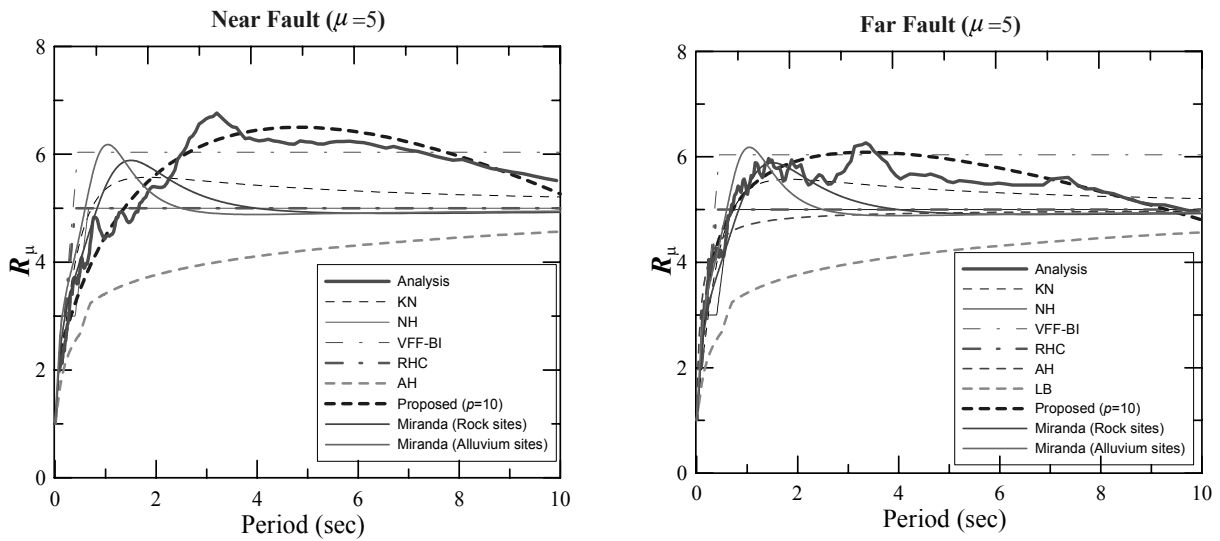 Near Fault (μ=5)
8
6
4
2
0
R_μ
Analysis
KN
NH
VFF-BI
RHC
AH
Proposed (p=10)
Miranda (Rock sites)
Miranda (Alluvium sites)
0 2 4 6 8 10
Period (sec)
Far Fault (μ=5)
8
6
4
2
0
R_μ
Analysis
KN
NH
VFF-BI
RHC
AH
LB
Proposed (p=10)
Miranda (Rock sites)
Miranda (Alluvium sites)
0 2 4 6 8 10
Period (sec)